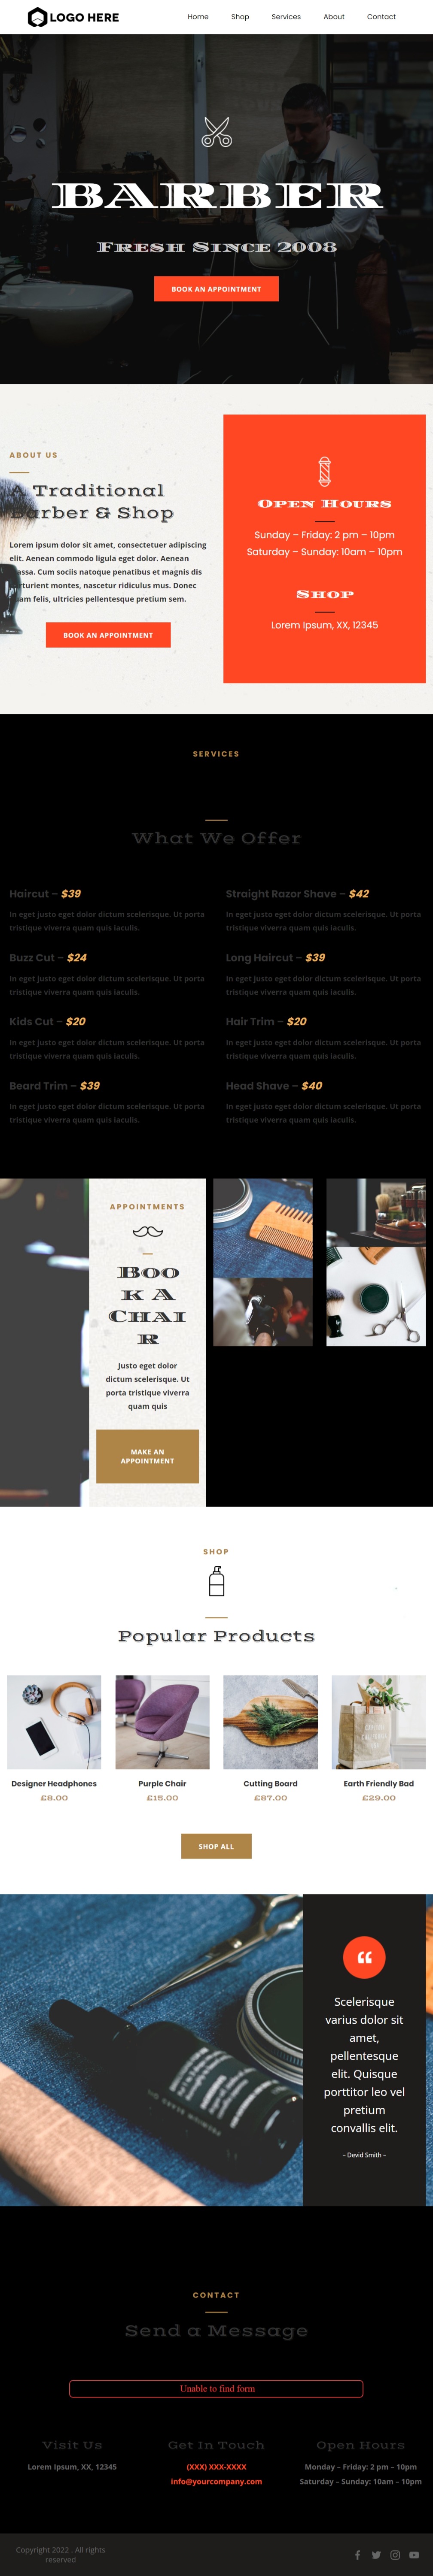 LOGO HERE
Home
Shop
Services
About
Contact
BARBER
FRESH SINCE 2008
BOOK AN APPOINTMENT
ABOUT US
A Traditional
Barber & Shop
Lorem ipsum dolor sit amet, consectetuer adipiscing
elit. Aenean commodo ligula eget dolor. Aenean
massa. Cum sociis natoque penatibus et magnis dis
parturient montes, nascetur ridiculus mus. Donec
quam felis, ultricies pellentesque pretium sem.
BOOK AN APPOINTMENT
OPEN HOURS
Sunday – Friday: 2 pm – 10pm
Saturday – Sunday: 10am – 10pm
SHOP
Lorem Ipsum, XX, 12345
SERVICES
What We Offer
Haircut – $39
In eget justo eget dolor dictum scelerisque. Ut porta
tristique viverra quam quis iaculis.
Buzz Cut – $24
In eget justo eget dolor dictum scelerisque. Ut porta
tristique viverra quam quis iaculis.
Kids Cut – $20
In eget justo eget dolor dictum scelerisque. Ut porta
tristique viverra quam quis iaculis.
Beard Trim – $39
In eget justo eget dolor dictum scelerisque. Ut porta
tristique viverra quam quis iaculis.
Straight Razor Shave – $42
In eget justo eget dolor dictum scelerisque. Ut porta
tristique viverra quam quis iaculis.
Long Haircut – $39
In eget justo eget dolor dictum scelerisque. Ut porta
tristique viverra quam quis iaculis.
Hair Trim – $20
In eget justo eget dolor dictum scelerisque. Ut porta
tristique viverra quam quis iaculis.
Head Shave – $40
In eget justo eget dolor dictum scelerisque. Ut porta
tristique viverra quam quis iaculis.
APPOINTMENTS
BOO
K A
CHAI
R
Justo eget dolor
dictum scelerisque. Ut
porta tristique viverra
quam quis
MAKE AN
APPOINTMENT
SHOP
Popular Products
Designer Headphones
£8.00
Purple Chair
£15.00
Cutting Board
£87.00
Earth Friendly Bad
£29.00
SHOP ALL
Scelerisque
varius dolor sit
amet,
pellentesque
elit. Quisque
porttitor leo vel
pretium
convallis elit.
– Devid Smith –
CONTACT
Send a Message
Unable to find form
Visit Us
Lorem Ipsum, XX, 12345
Get In Touch
(XXX) XXX-XXXX
info@yourcompany.com
Open Hours
Monday – Friday: 2 pm – 10pm
Saturday – Sunday: 10am – 10pm
Copyright 2022 . All rights
reserved